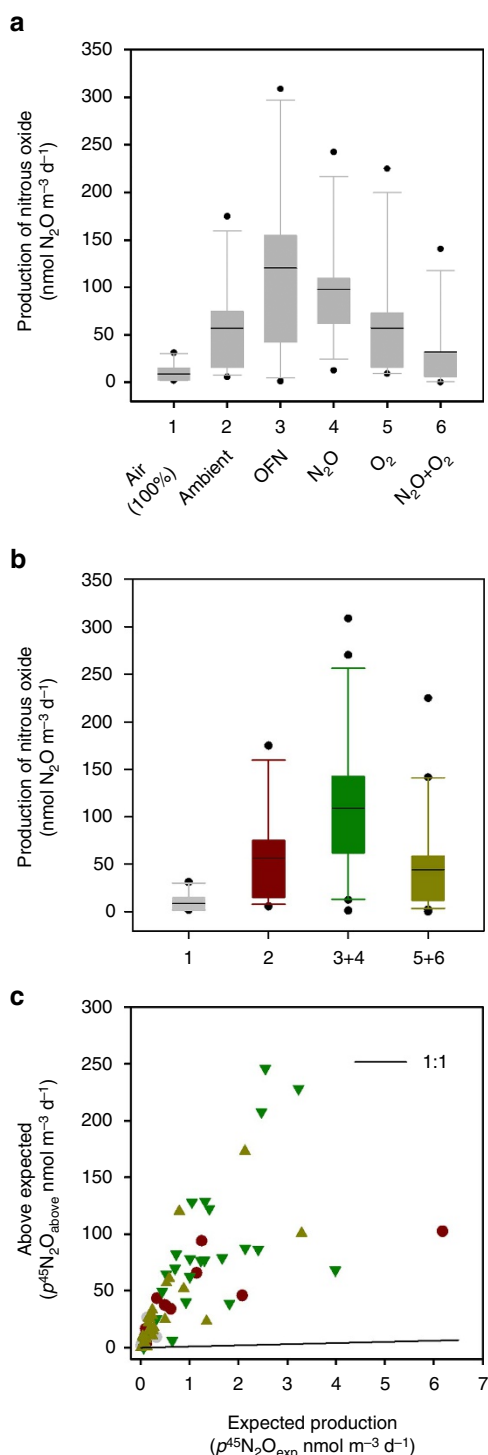 a
Production of nitrous oxide
(nmol N₂O m⁻³ d⁻¹)
350
300
250
200
150
100
50
0
1 2 3 4 5 6
Air (100%) Ambient OFN N₂O O₂ N₂O+O₂
b
Production of nitrous oxide
(nmol N₂O m⁻³ d⁻¹)
350
300
250
200
150
100
50
0
1 2 3+4 5+6
c
Above expected
(p⁴⁵N₂O_above nmol m⁻³ d⁻¹)
300
250
200
150
100
50
0
1:1
0 1 2 3 4 5 6 7
Expected production
(p⁴⁵N₂O_exp nmol m⁻³ d⁻¹)